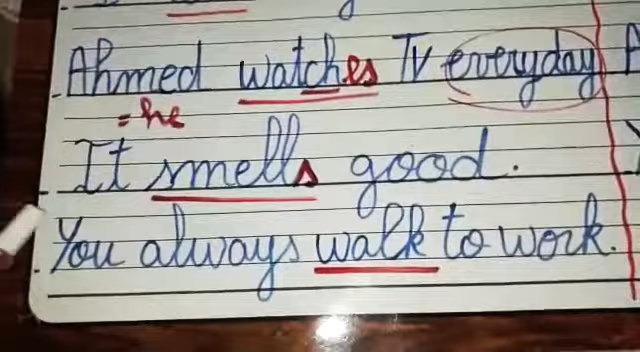 Ahmed watches TV everyday
= he
It smells good.
You always walk to work.